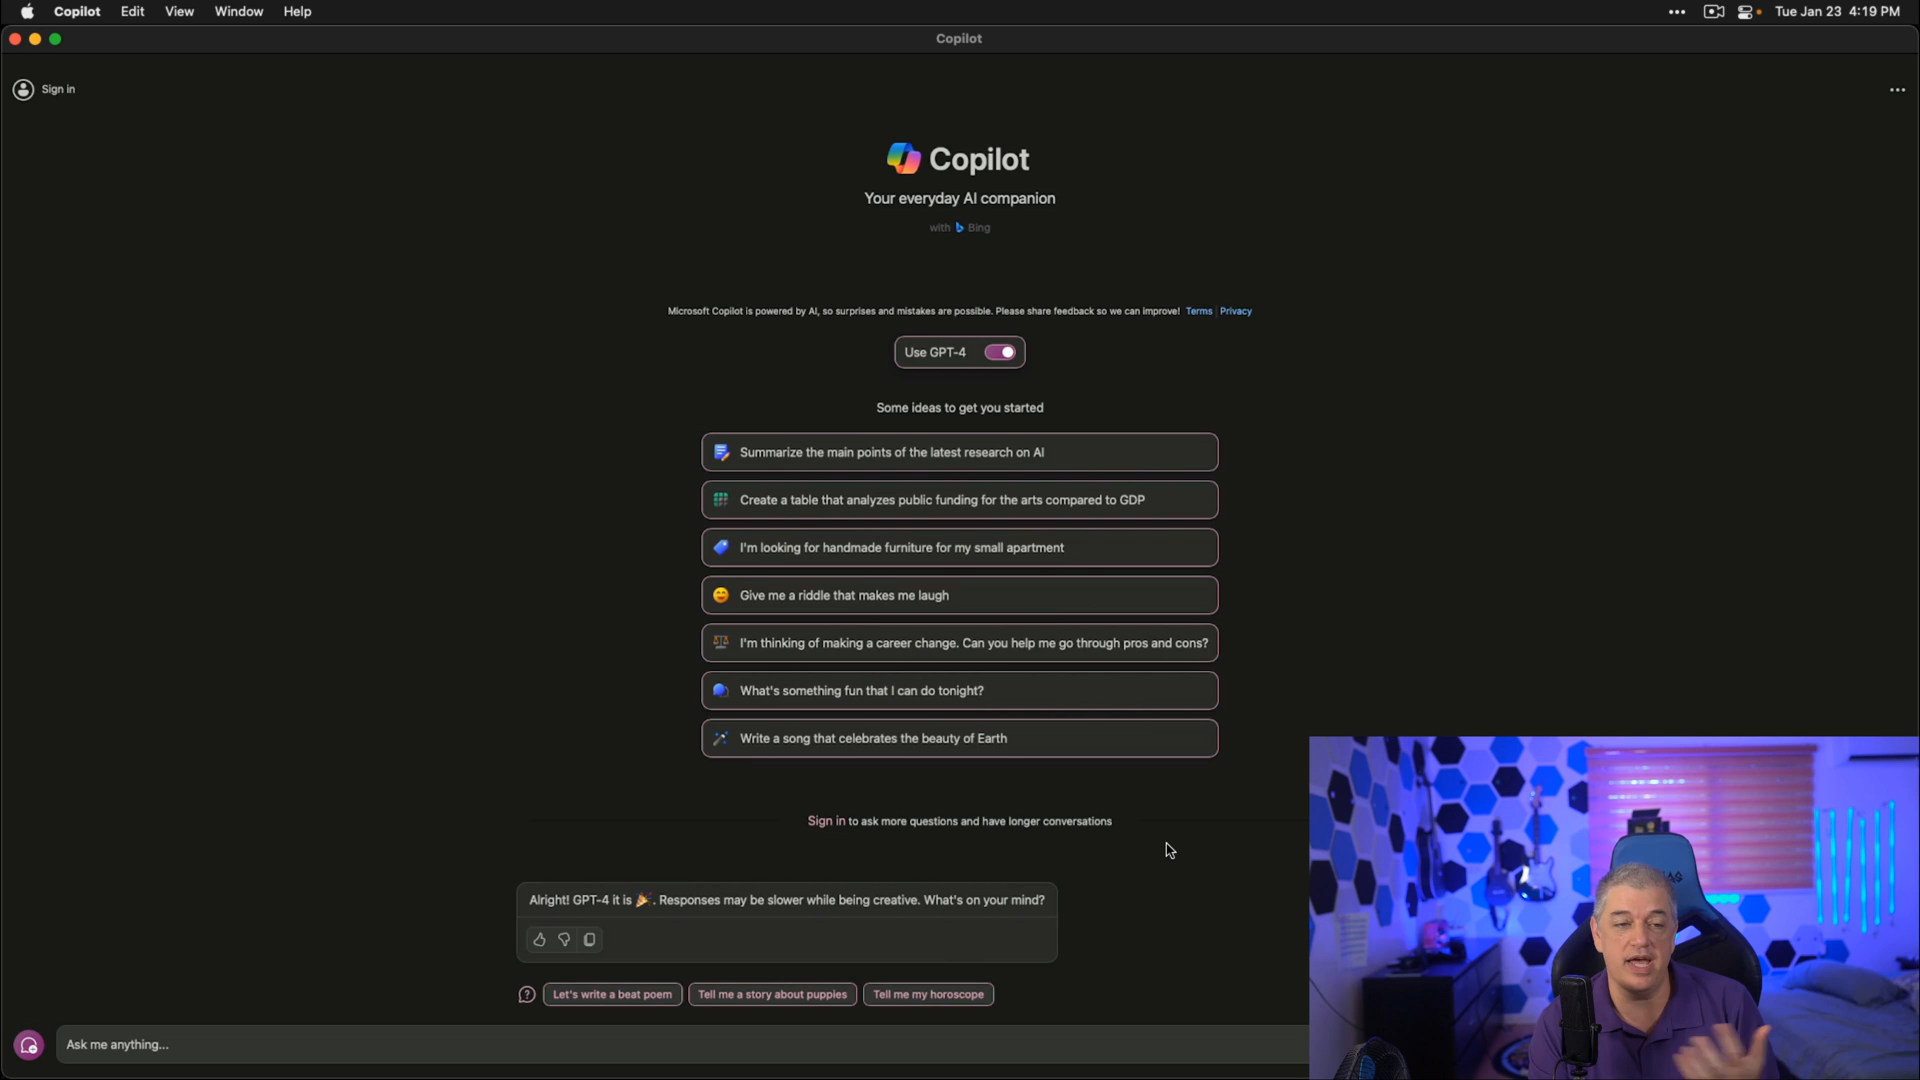 Copilot Edit View Window Help
Tue Jan 23 4:19 PM
Copilot
Sign in
Copilot
Your everyday AI companion
with Bing
Microsoft Copilot is powered by AI, so surprises and mistakes are possible. Please share feedback so we can improve! Terms Privacy
Use GPT-4
Some ideas to get you started
Summarize the main points of the latest research on AI
Create a table that analyzes public funding for the arts compared to GDP
I'm looking for handmade furniture for my small apartment
Give me a riddle that makes me laugh
I'm thinking of making a career change. Can you help me go through pros and cons?
What's something fun that I can do tonight?
Write a song that celebrates the beauty of Earth
Sign in to ask more questions and have longer conversations
Alright! GPT-4 it is 🎉. Responses may be slower while being creative. What's on your mind?
Let's write a beat poem
Tell me a story about puppies
Tell me my horoscope
Ask me anything...